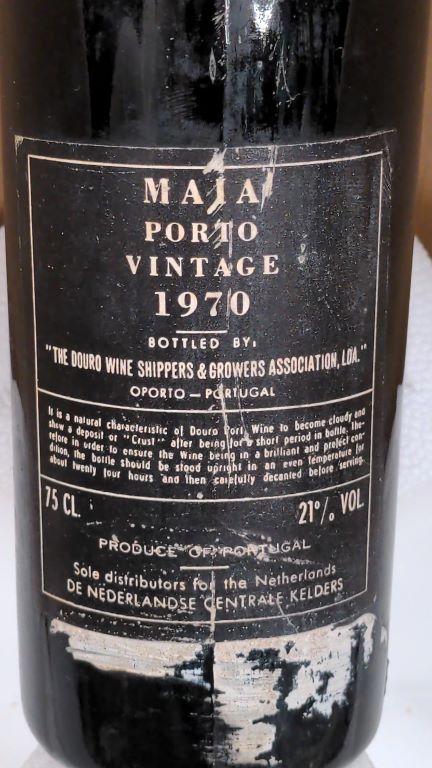 MAJA
PORTO
VINTAGE
1970
BOTTLED BY:
"THE DOURO WINE SHIPPERS & GROWERS ASSOCIATION, LDA."
OPORTO — PORTUGAL
It is a natural characteristic of Douro Port Wine to become cloudy and
show a deposit of "Crust" after being for a short period in bottle, the-
refore in order to ensure the Wine being in a brilliant and prefect con-
dition, the bottle should be stood upright in an even temperature for
about twenty four hours and then carefully decanted before serving.
75 CL. 21% VOL.
PRODUCE OF PORTUGAL
Sole distributors for the Netherlands
DE NEDERLANDSE CENTRALE KELDERS